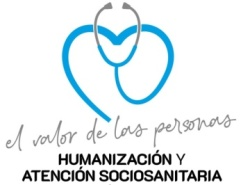 el valor de las personas
HUMANIZACIÓN Y
ATENCIÓN SOCIOSANITARIA